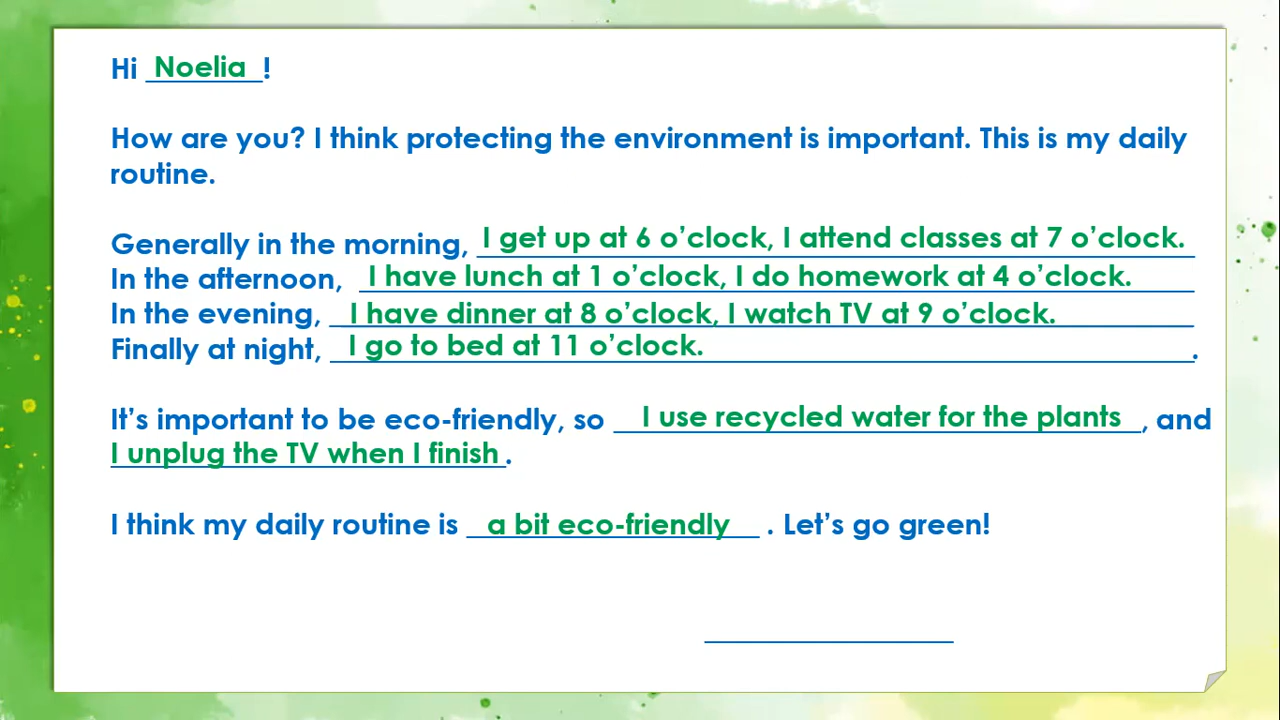 Hi Noelia!
How are you? I think protecting the environment is important. This is my daily
routine.
Generally in the morning, I get up at 6 o’clock, I attend classes at 7 o’clock.
In the afternoon, I have lunch at 1 o’clock, I do homework at 4 o’clock.
In the evening, I have dinner at 8 o’clock, I watch TV at 9 o’clock.
Finally at night, I go to bed at 11 o’clock. .
It’s important to be eco-friendly, so I use recycled water for the plants, and
I unplug the TV when I finish.
I think my daily routine is a bit eco-friendly . Let’s go green!